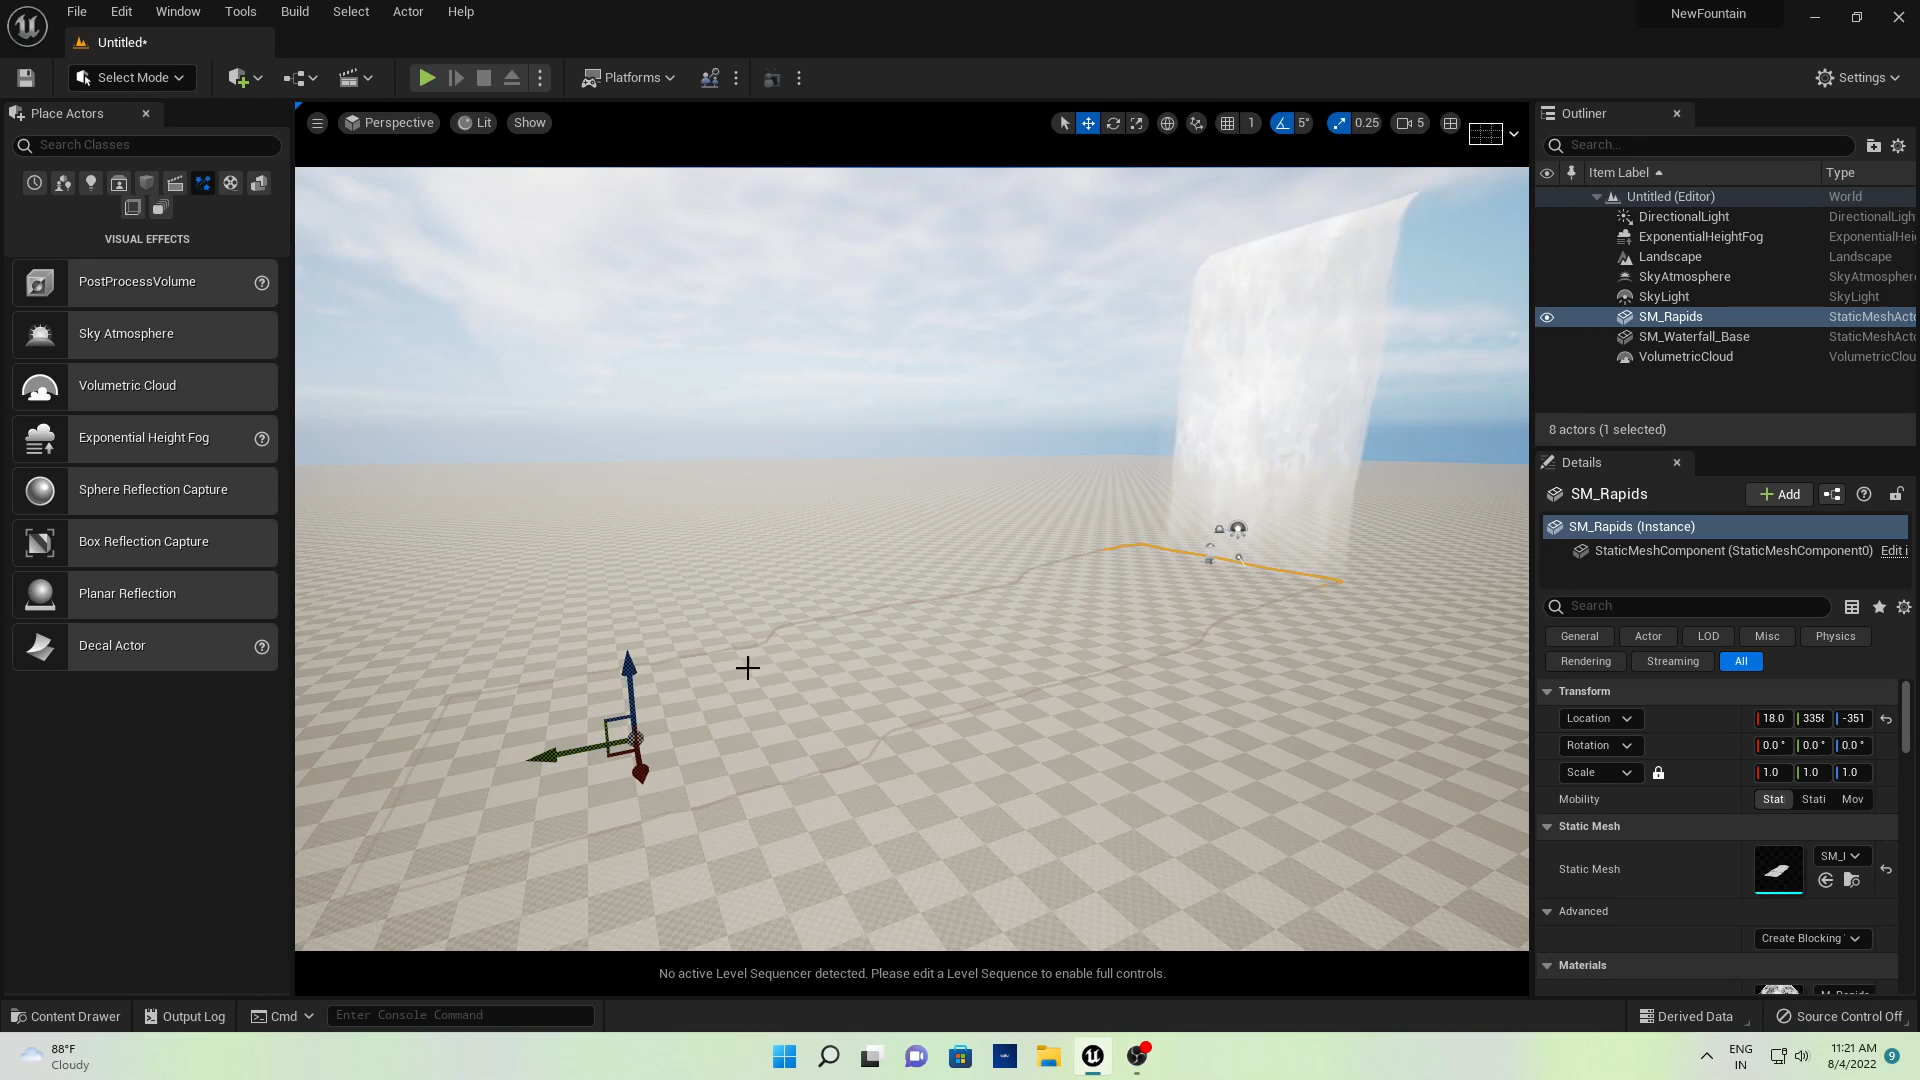 File Edit Window Tools Build Select Actor Help
NewFountain
Untitled*
Select Mode
Platforms
Settings
Place Actors
Search Classes
VISUAL EFFECTS
PostProcessVolume
Sky Atmosphere
Volumetric Cloud
Exponential Height Fog
Sphere Reflection Capture
Box Reflection Capture
Planar Reflection
Decal Actor
Perspective
Lit
Show
1
5°
0.25
5
No active Level Sequencer detected. Please edit a Level Sequence to enable full controls.
Outliner
Search...
Item Label Type
Untitled (Editor) World
DirectionalLight DirectionalLigh
ExponentialHeightFog ExponentialHei
Landscape Landscape
SkyAtmosphere SkyAtmospher
SkyLight SkyLight
SM_Rapids StaticMeshAct
SM_Waterfall_Base StaticMeshAct
VolumetricCloud VolumetricClou
8 actors (1 selected)
Details
SM_Rapids
Add
SM_Rapids (Instance)
StaticMeshComponent (StaticMeshComponent0) Edit i
Search
General Actor LOD Misc Physics
Rendering Streaming All
Transform
Location 18.0 3358 -351
Rotation 0.0 ° 0.0 ° 0.0 °
Scale 1.0 1.0 1.0
Mobility Stat Stati Mov
Static Mesh
Static Mesh SM_I
Advanced
Create Blocking
Materials
Content Drawer
Output Log
Cmd
Enter Console Command
Derived Data
Source Control Off
88°F
Cloudy
ENG
IN
11:21 AM
8/4/2022
9